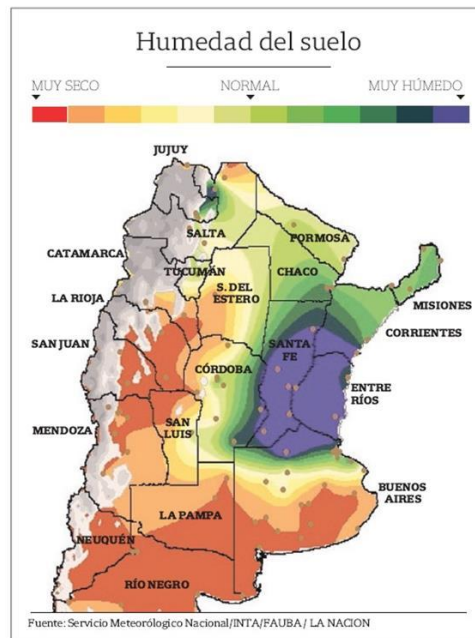 Humedad del suelo
MUY SECO NORMAL MUY HÚMEDO
JUJUY
SALTA
FORMOSA
CATAMARCA
TUCUMÁN
CHACO
S. DEL
ESTERO
LA RIOJA
MISIONES
CORRIENTES
SAN JUAN
SANTA
FE
CÓRDOBA
ENTRE
RÍOS
MENDOZA
SAN
LUIS
BUENOS
AIRES
LA PAMPA
NEUQUÉN
RÍO NEGRO
Fuente: Servicio Meteorológico Nacional/INTA/FAUBA/ LA NACION